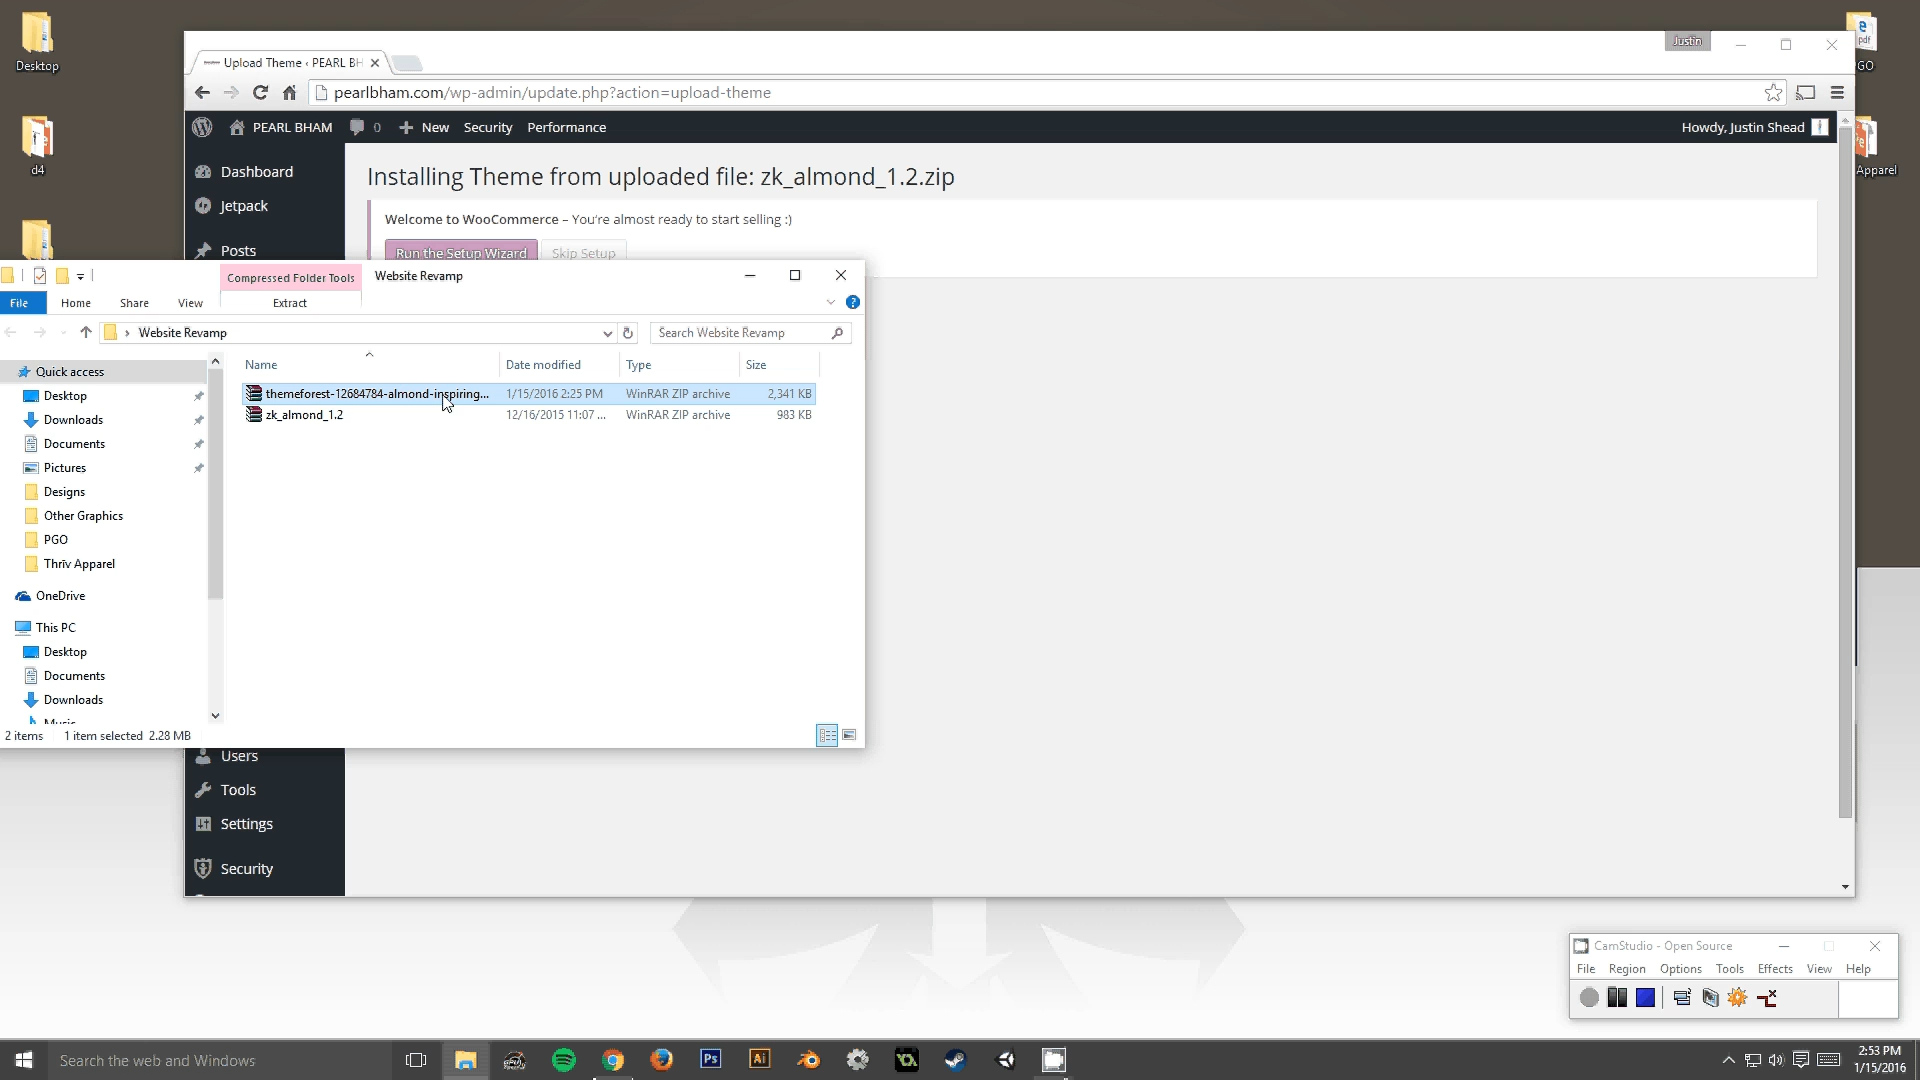 Desktop
d4
PGO
Apparel
Justin
Upload Theme ‹ PEARL BH
pearlbham.com/wp-admin/update.php?action=upload-theme
PEARL BHAM
0
New
Security
Performance
Howdy, Justin Shead
Dashboard
Jetpack
Posts
Installing Theme from uploaded file: zk_almond_1.2.zip
Welcome to WooCommerce – You're almost ready to start selling :)
Run the Setup Wizard
Skip Setup
Compressed Folder Tools
Website Revamp
File
Home
Share
View
Extract
Website Revamp
Search Website Revamp
Name
Date modified
Type
Size
themeforest-12684784-almond-inspiring...
1/15/2016 2:25 PM
WinRAR ZIP archive
2,341 KB
zk_almond_1.2
12/16/2015 11:07 ...
WinRAR ZIP archive
983 KB
Quick access
Desktop
Downloads
Documents
Pictures
Designs
Other Graphics
PGO
Thrīv Apparel
OneDrive
This PC
Desktop
Documents
Downloads
Music
2 items
1 item selected 2.28 MB
Users
Tools
Settings
Security
CamStudio - Open Source
File
Region
Options
Tools
Effects
View
Help
Search the web and Windows
Ps
Ai
2:53 PM
1/15/2016